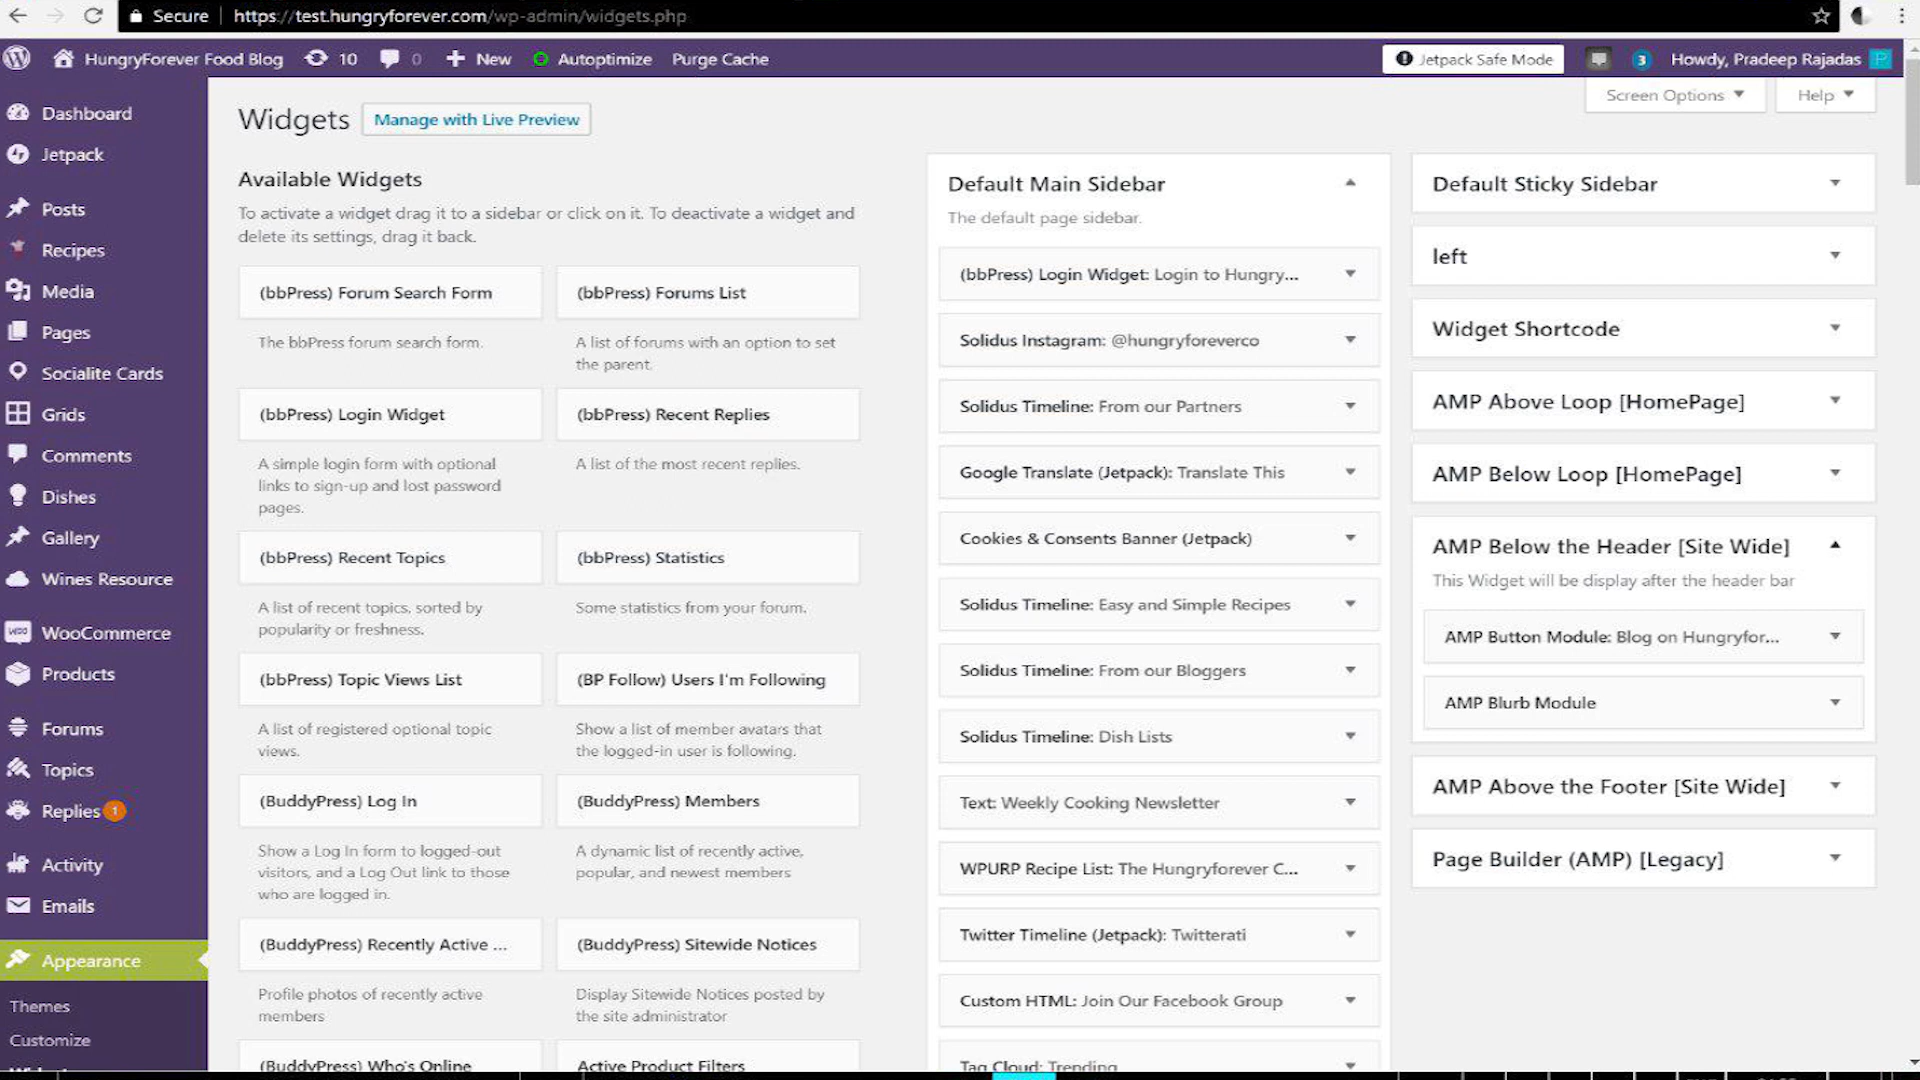 Secure
https://test.hungryforever.com/wp-admin/widgets.php
HungryForever Food Blog 10 0 New Autoptimize Purge Cache
Jetpack Safe Mode 3 Howdy, Pradeep Rajadas
Screen Options Help
Dashboard
Jetpack
Posts
Recipes
Media
Pages
Socialite Cards
Grids
Comments
Dishes
Gallery
Wines Resource
WooCommerce
Products
Forums
Topics
Replies 1
Activity
Emails
Appearance
Themes
Customize
Widgets Manage with Live Preview
Available Widgets
To activate a widget drag it to a sidebar or click on it. To deactivate a widget and
delete its settings, drag it back.
(bbPress) Forum Search Form
The bbPress forum search form.
(bbPress) Forums List
A list of forums with an option to set
the parent.
(bbPress) Login Widget
A simple login form with optional
links to sign-up and lost password
pages.
(bbPress) Recent Replies
A list of the most recent replies.
(bbPress) Recent Topics
A list of recent topics, sorted by
popularity or freshness.
(bbPress) Statistics
Some statistics from your forum.
(bbPress) Topic Views List
A list of registered optional topic
views.
(BP Follow) Users I'm Following
Show a list of member avatars that
the logged-in user is following.
(BuddyPress) Log In
Show a Log In form to logged-out
visitors, and a Log Out link to those
who are logged in.
(BuddyPress) Members
A dynamic list of recently active,
popular, and newest members
(BuddyPress) Recently Active ...
Profile photos of recently active
members
(BuddyPress) Sitewide Notices
Display Sitewide Notices posted by
the site administrator
(BuddyPress) Who's Online
Active Product Filters
Default Main Sidebar
The default page sidebar.
(bbPress) Login Widget: Login to Hungry...
Solidus Instagram: @hungryforeverco
Solidus Timeline: From our Partners
Google Translate (Jetpack): Translate This
Cookies & Consents Banner (Jetpack)
Solidus Timeline: Easy and Simple Recipes
Solidus Timeline: From our Bloggers
Solidus Timeline: Dish Lists
Text: Weekly Cooking Newsletter
WPURP Recipe List: The Hungryforever C...
Twitter Timeline (Jetpack): Twitterati
Custom HTML: Join Our Facebook Group
Tag Cloud: Trending
Default Sticky Sidebar
left
Widget Shortcode
AMP Above Loop [HomePage]
AMP Below Loop [HomePage]
AMP Below the Header [Site Wide]
This Widget will be display after the header bar
AMP Button Module: Blog on Hungryfor...
AMP Blurb Module
AMP Above the Footer [Site Wide]
Page Builder (AMP) [Legacy]